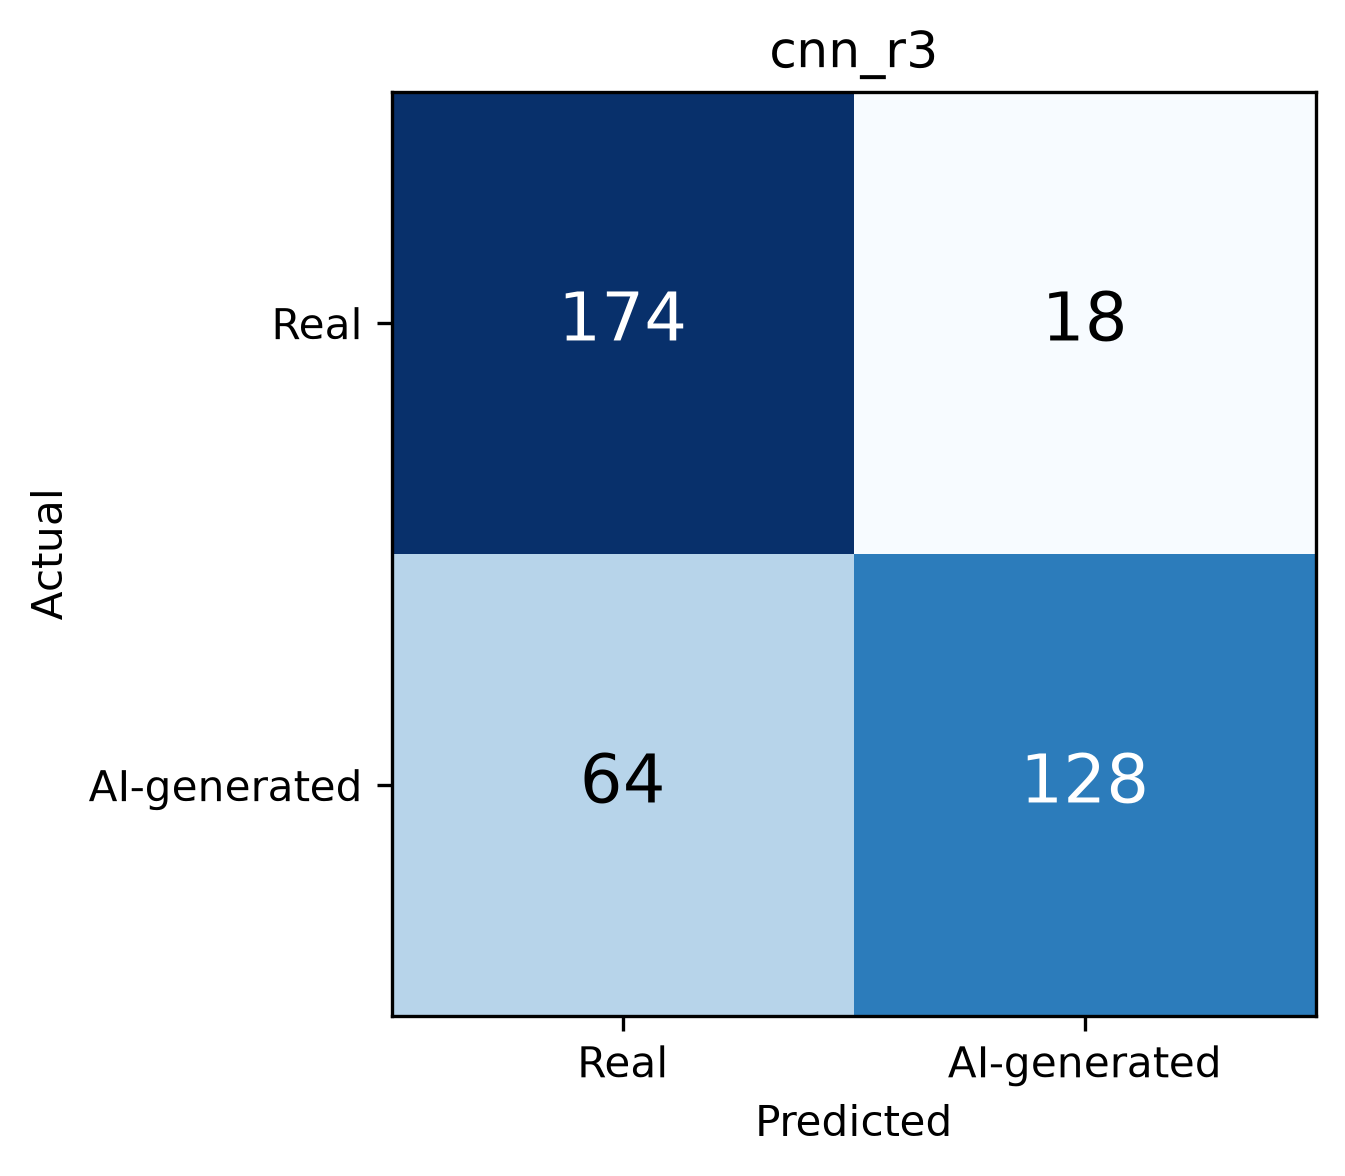 cnn_r3
Real
174
18
Actual
AI-generated
64
128
Real
AI-generated
Predicted